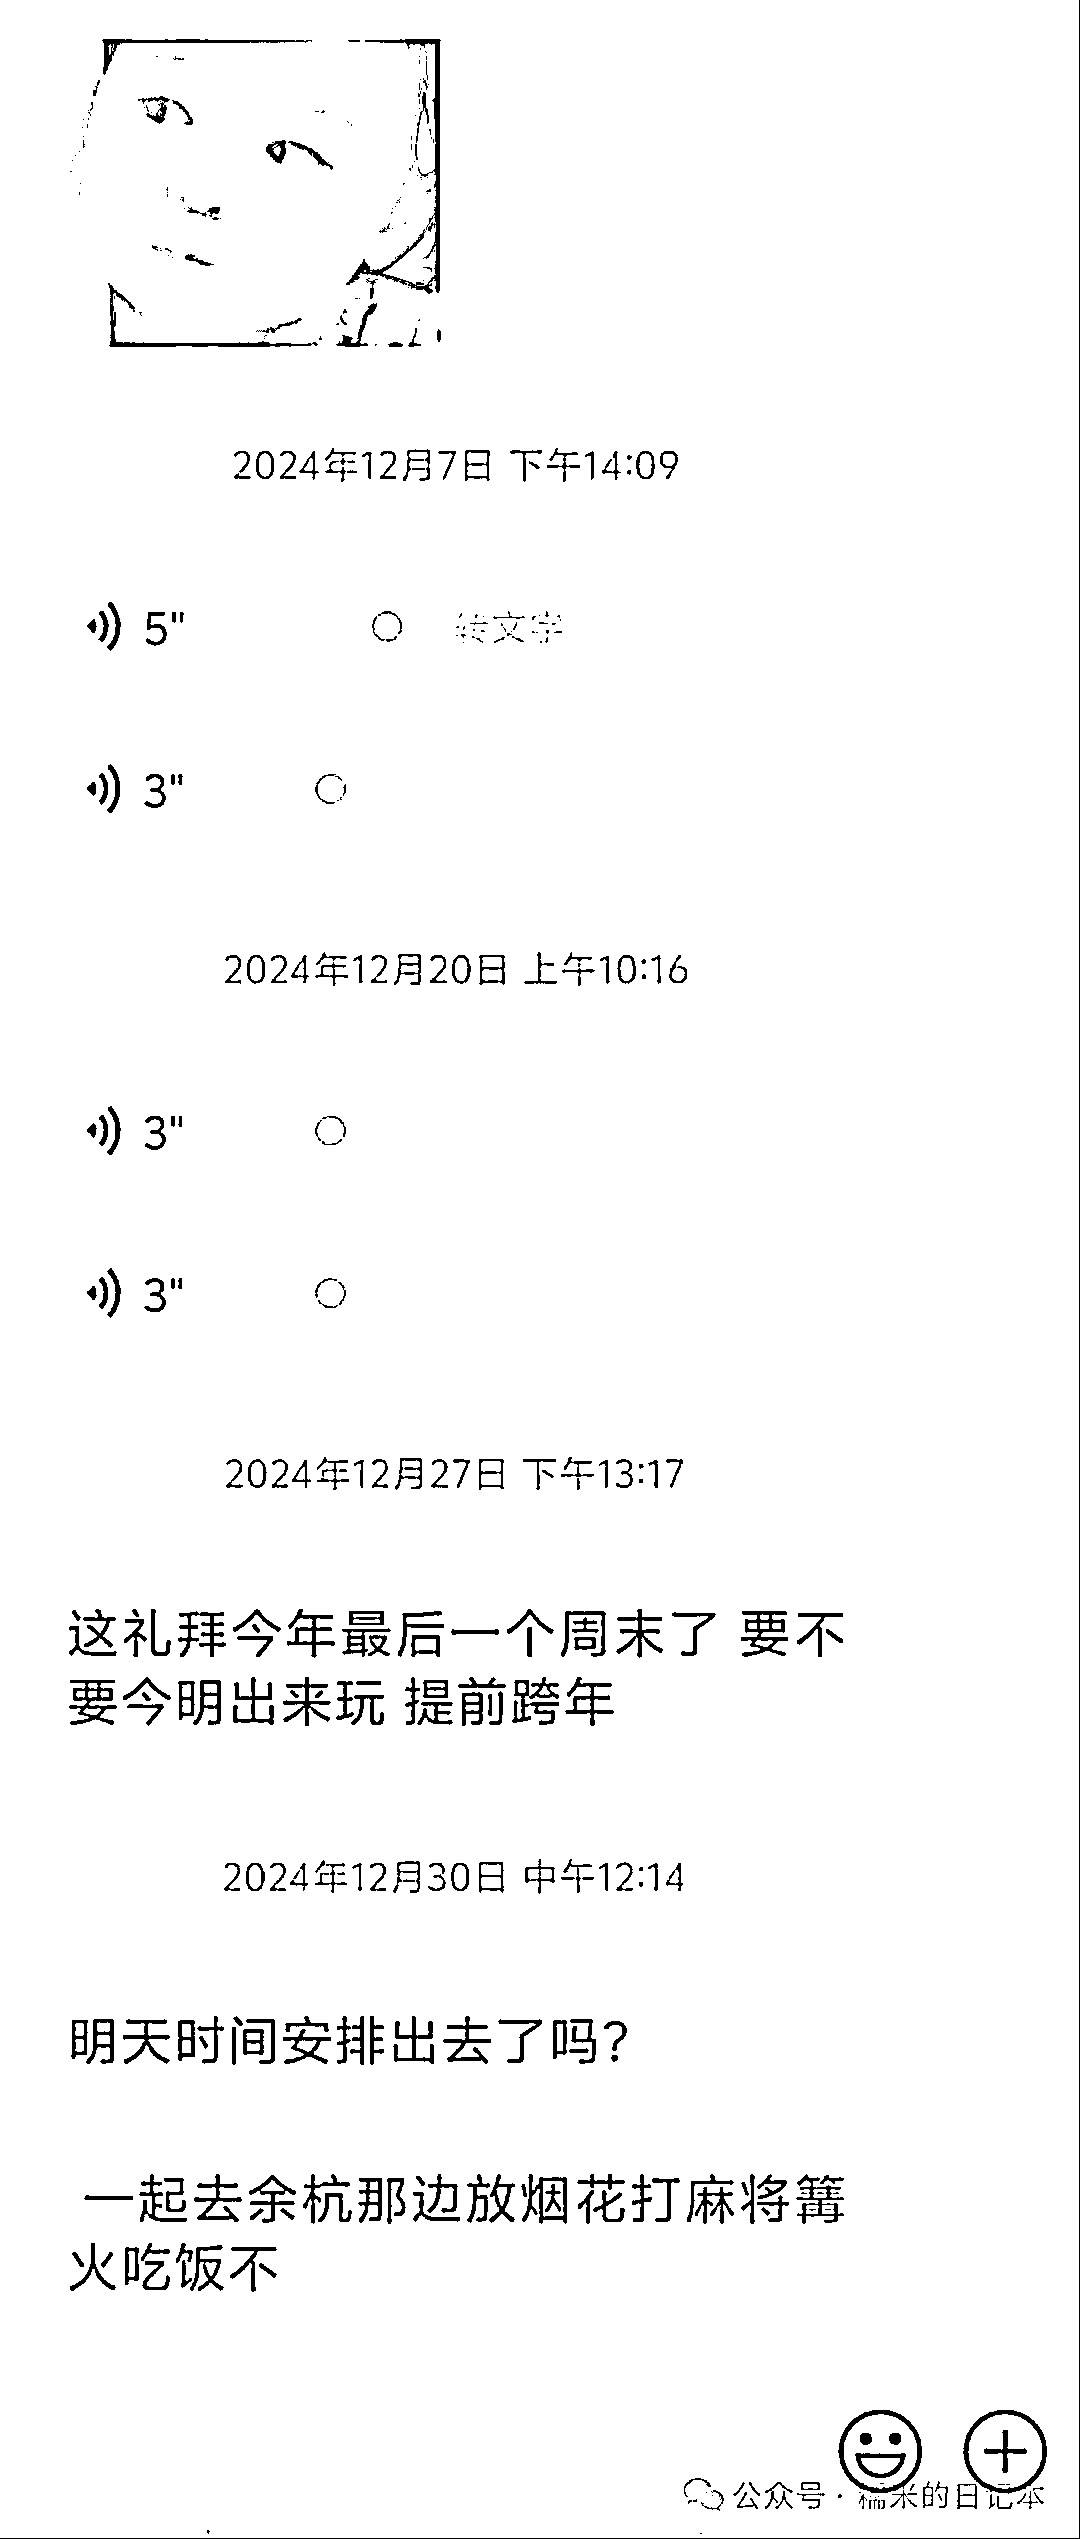 2024年12月7日 下午14:09
5" 转文字
3"
2024年12月20日 上午10:16
3"
3"
2024年12月27日 下午13:17
这礼拜今年最后一个周末了 要不
要今明出来玩 提前跨年
2024年12月30日 中午12:14
明天时间安排出去了吗?
一起去余杭那边放烟花打麻将篝
火吃饭不
公众号 · 糯米的日记本